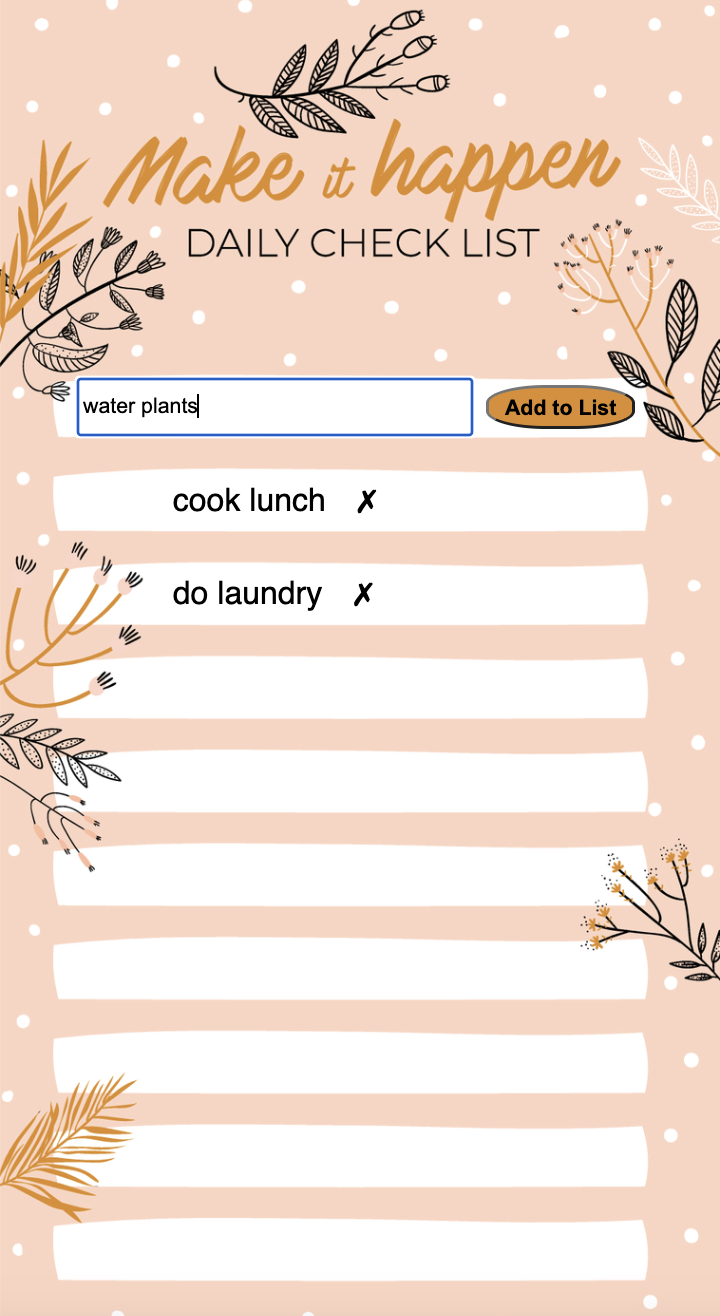 Make it happen
DAILY CHECK LIST
water plants Add to List
cook lunch ✗
do laundry ✗